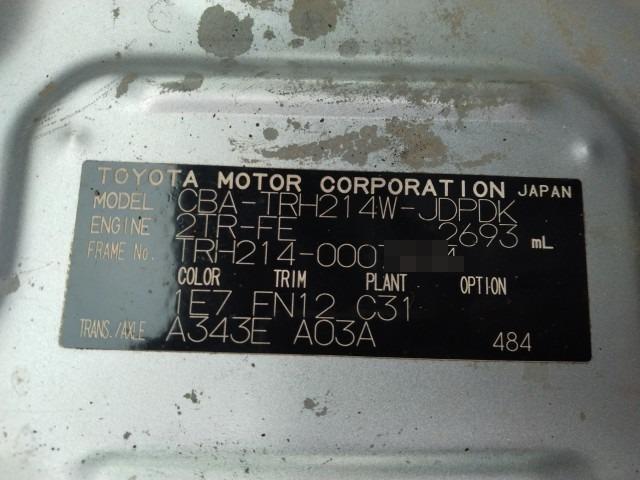 TOYOTA MOTOR CORPORATION JAPAN
MODEL CBA-TRH214W-JDPDK
ENGINE 2TR-FE 2693 mL
FRAME No. TRH214-0007
COLOR TRIM PLANT OPTION
1E7 FN12 C31
TRANS./AXLE A343E A03A 484